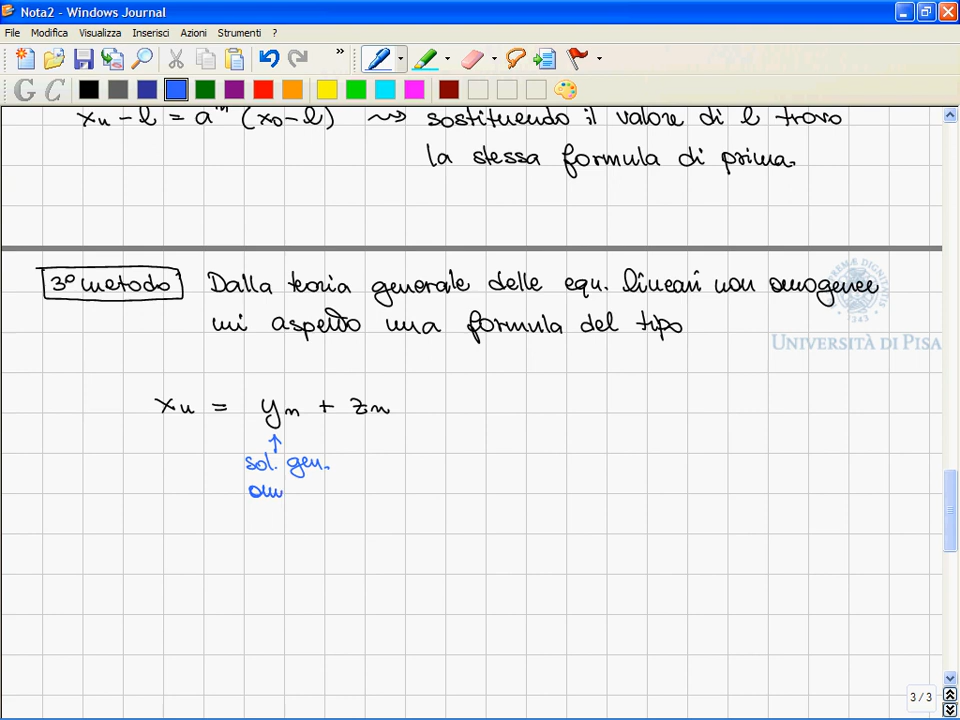 Nota2 - Windows Journal
File Modifica Visualizza Inserisci Azioni Strumenti ?
xn - l = a^n (x0 - l) ⇝ sostituendo il valore di l trovo
la stessa formula di prima.
3° metodo Dalla teoria generale delle equ. lineari non omogenee
mi aspetto una formula del tipo
UNIVERSITÀ DI PISA
xn = yn + zn
↑
sol. gen.
om
3 / 3